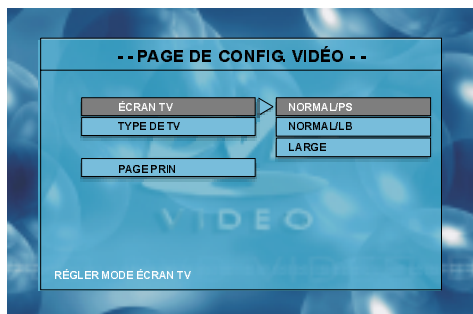 - - PAGE DE CONFIG. VIDÉO - -
ÉCRAN TV
NORMAL/PS
TYPE DE TV
NORMAL/LB
LARGE
PAGE PRIN
VIDEO
RÉGLER MODE ÉCRAN TV